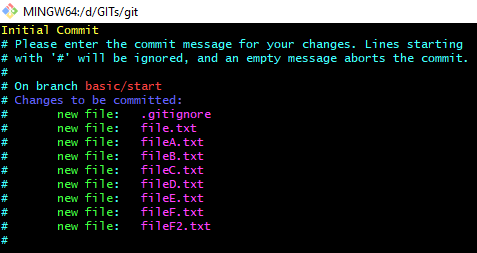 MINGW64:/d/GITs/git
Initial Commit
# Please enter the commit message for your changes. Lines starting
# with '#' will be ignored, and an empty message aborts the commit.
#
# On branch basic/start
# Changes to be committed:
#       new file:   .gitignore
#       new file:   file.txt
#       new file:   fileA.txt
#       new file:   fileB.txt
#       new file:   fileC.txt
#       new file:   fileD.txt
#       new file:   fileE.txt
#       new file:   fileF.txt
#       new file:   fileF2.txt
#